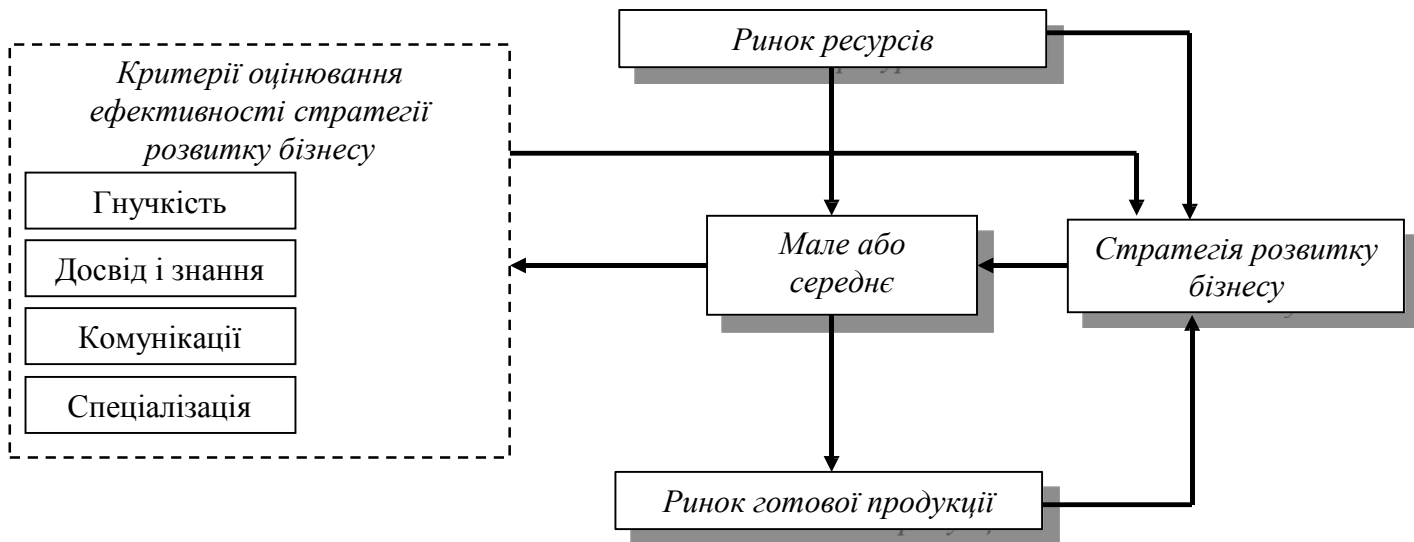 Ринок ресурсів
Критерії оцінювання
ефективності стратегії
розвитку бізнесу
Гнучкість
Досвід і знання
Комунікації
Спеціалізація
Мале або
середнє
Стратегія розвитку
бізнесу
Ринок готової продукції